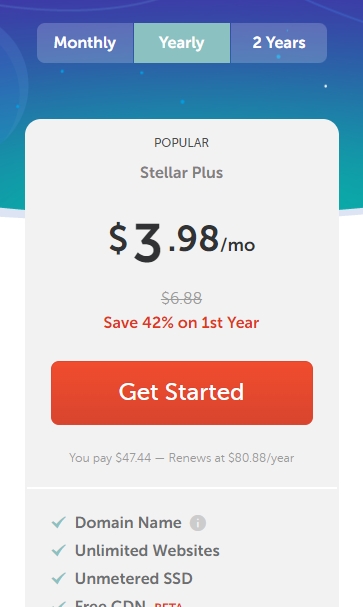 Monthly Yearly 2 Years
POPULAR
Stellar Plus
$3.98/mo
$6.88
Save 42% on 1st Year
Get Started
You pay $47.44 — Renews at $80.88/year
Domain Name i
Unlimited Websites
Unmetered SSD
Free CDN BETA